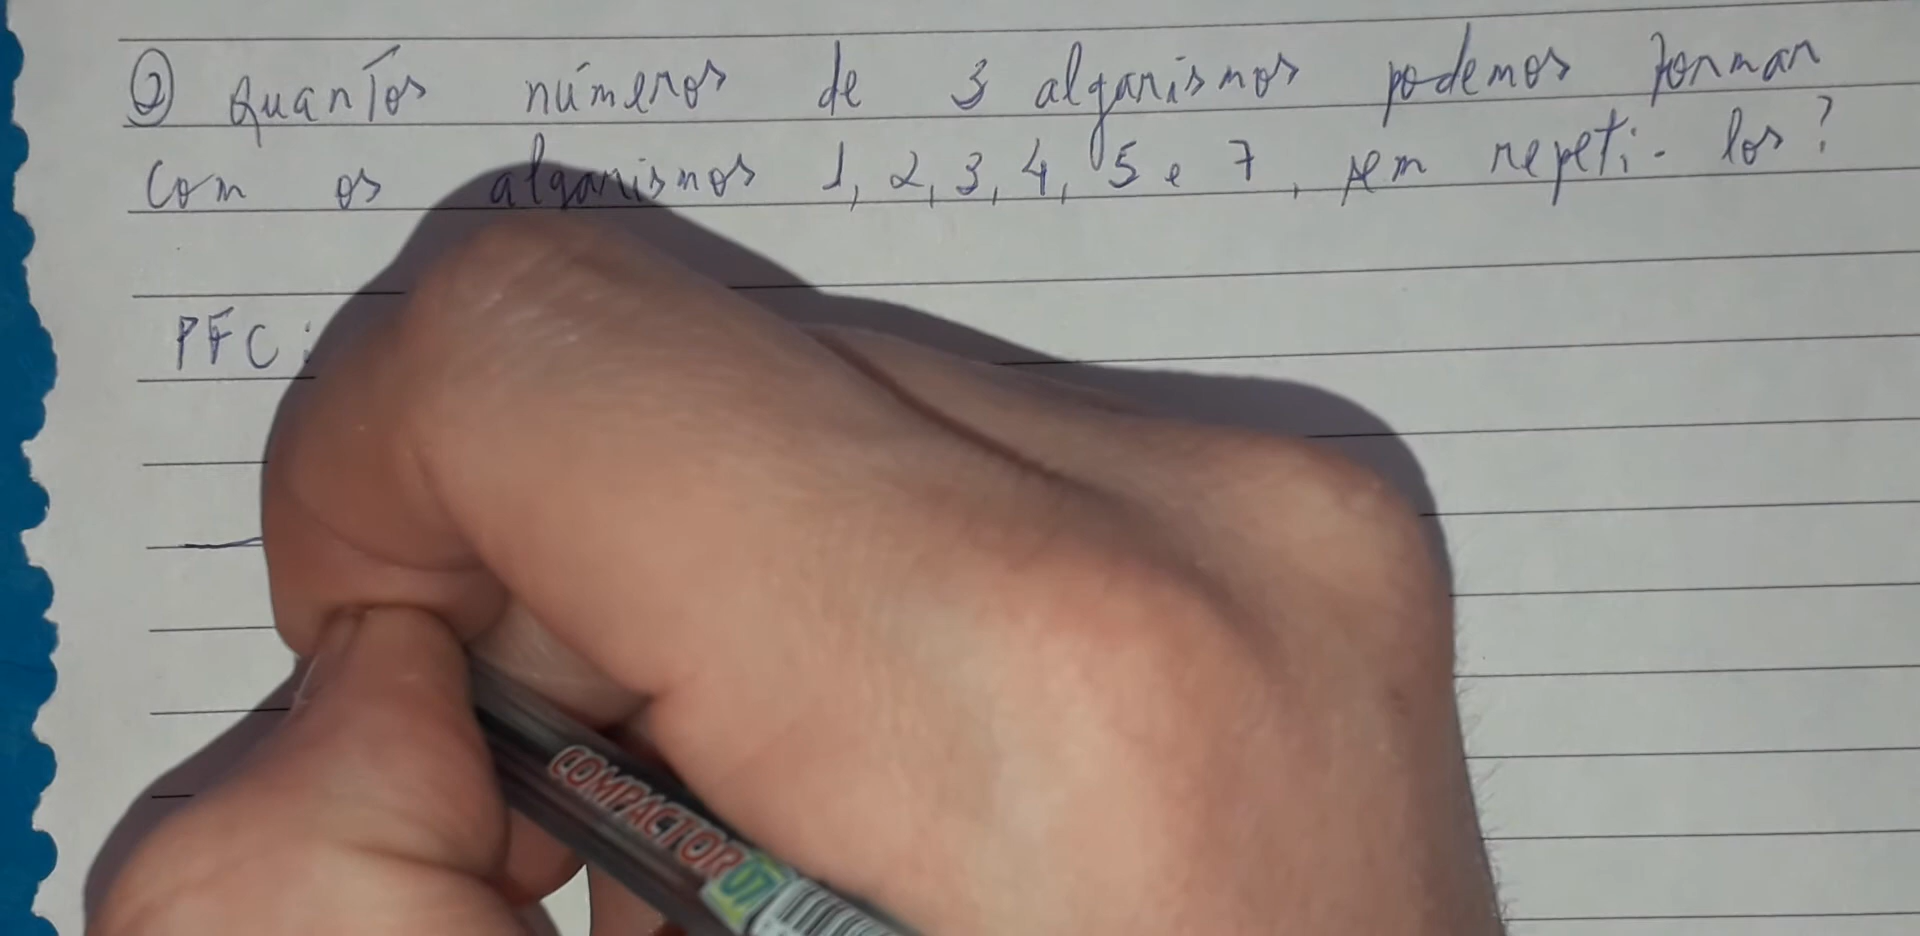 ② Quantos números de 3 algarismos podemos formar
com os algarismos 1, 2, 3, 4, 5 e 7, sem repeti-los?
PFC:
COMPACTOR 07